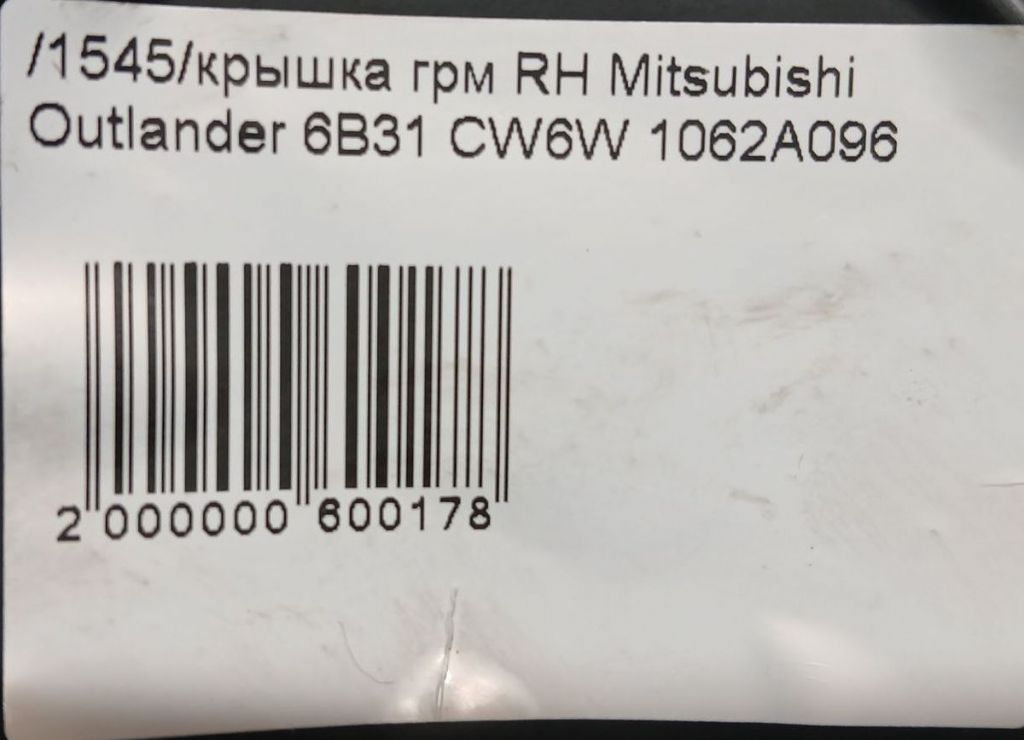 /1545/крышка грм RH Mitsubishi
Outlander 6B31 CW6W 1062A096
2 000000 600178